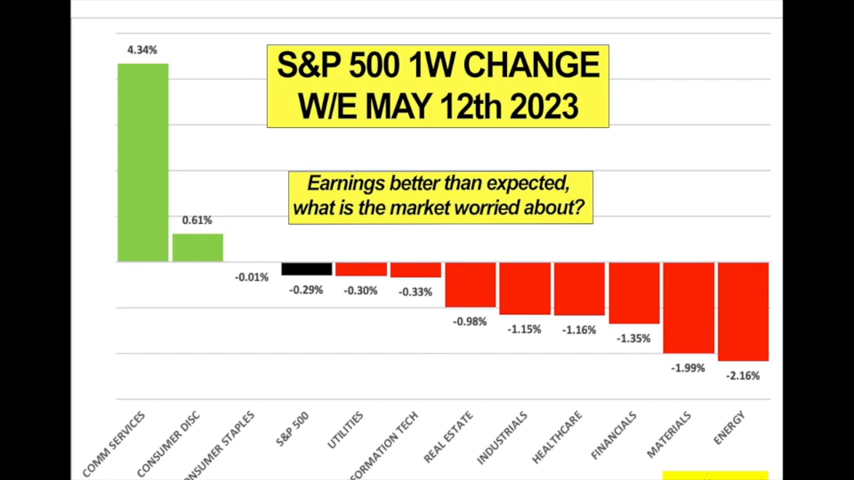 4.34%
S&P 500 1W CHANGE
W/E MAY 12th 2023
Earnings better than expected,
what is the market worried about?
0.61%
-0.01%
-0.29%
-0.30%
-0.33%
-0.98%
-1.15%
-1.16%
-1.35%
-1.99%
-2.16%
COMM SERVICES
CONSUMER DISC
NSUMER STAPLES
S&P 500
UTILITIES
FORMATION TECH
REAL ESTATE
INDUSTRIALS
HEALTHCARE
FINANCIALS
MATERIALS
ENERGY